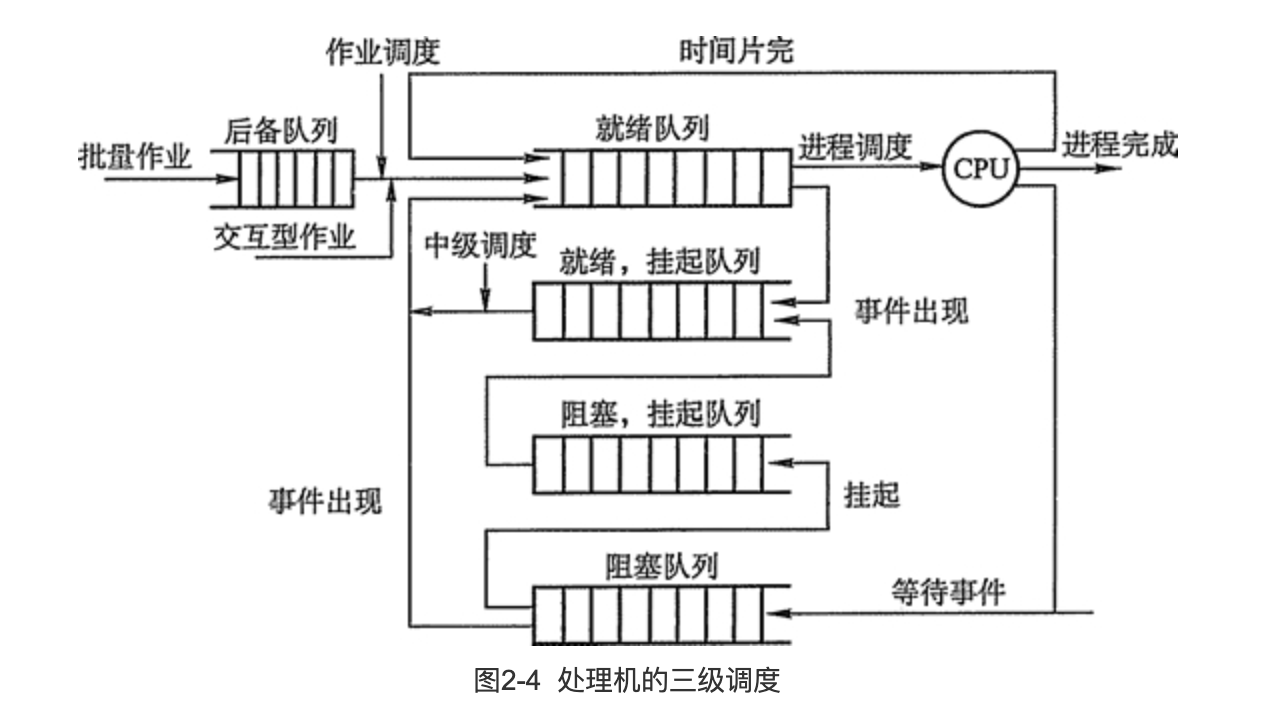 作业调度
时间片完
后备队列
就绪队列
批量作业
进程调度
CPU
进程完成
交互型作业
中级调度
就绪，挂起队列
事件出现
阻塞，挂起队列
事件出现
挂起
阻塞队列
等待事件
图2-4 处理机的三级调度